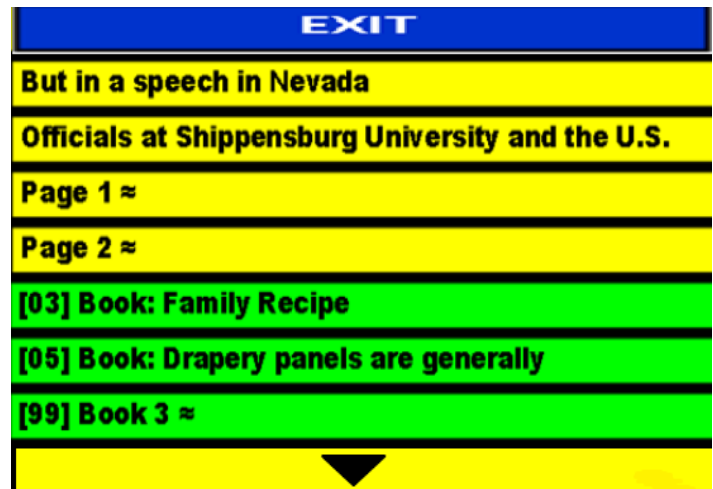 EXIT
But in a speech in Nevada
Officials at Shippensburg University and the U.S.
Page 1 ≈
Page 2 ≈
[03] Book: Family Recipe
[05] Book: Drapery panels are generally
[99] Book 3 ≈